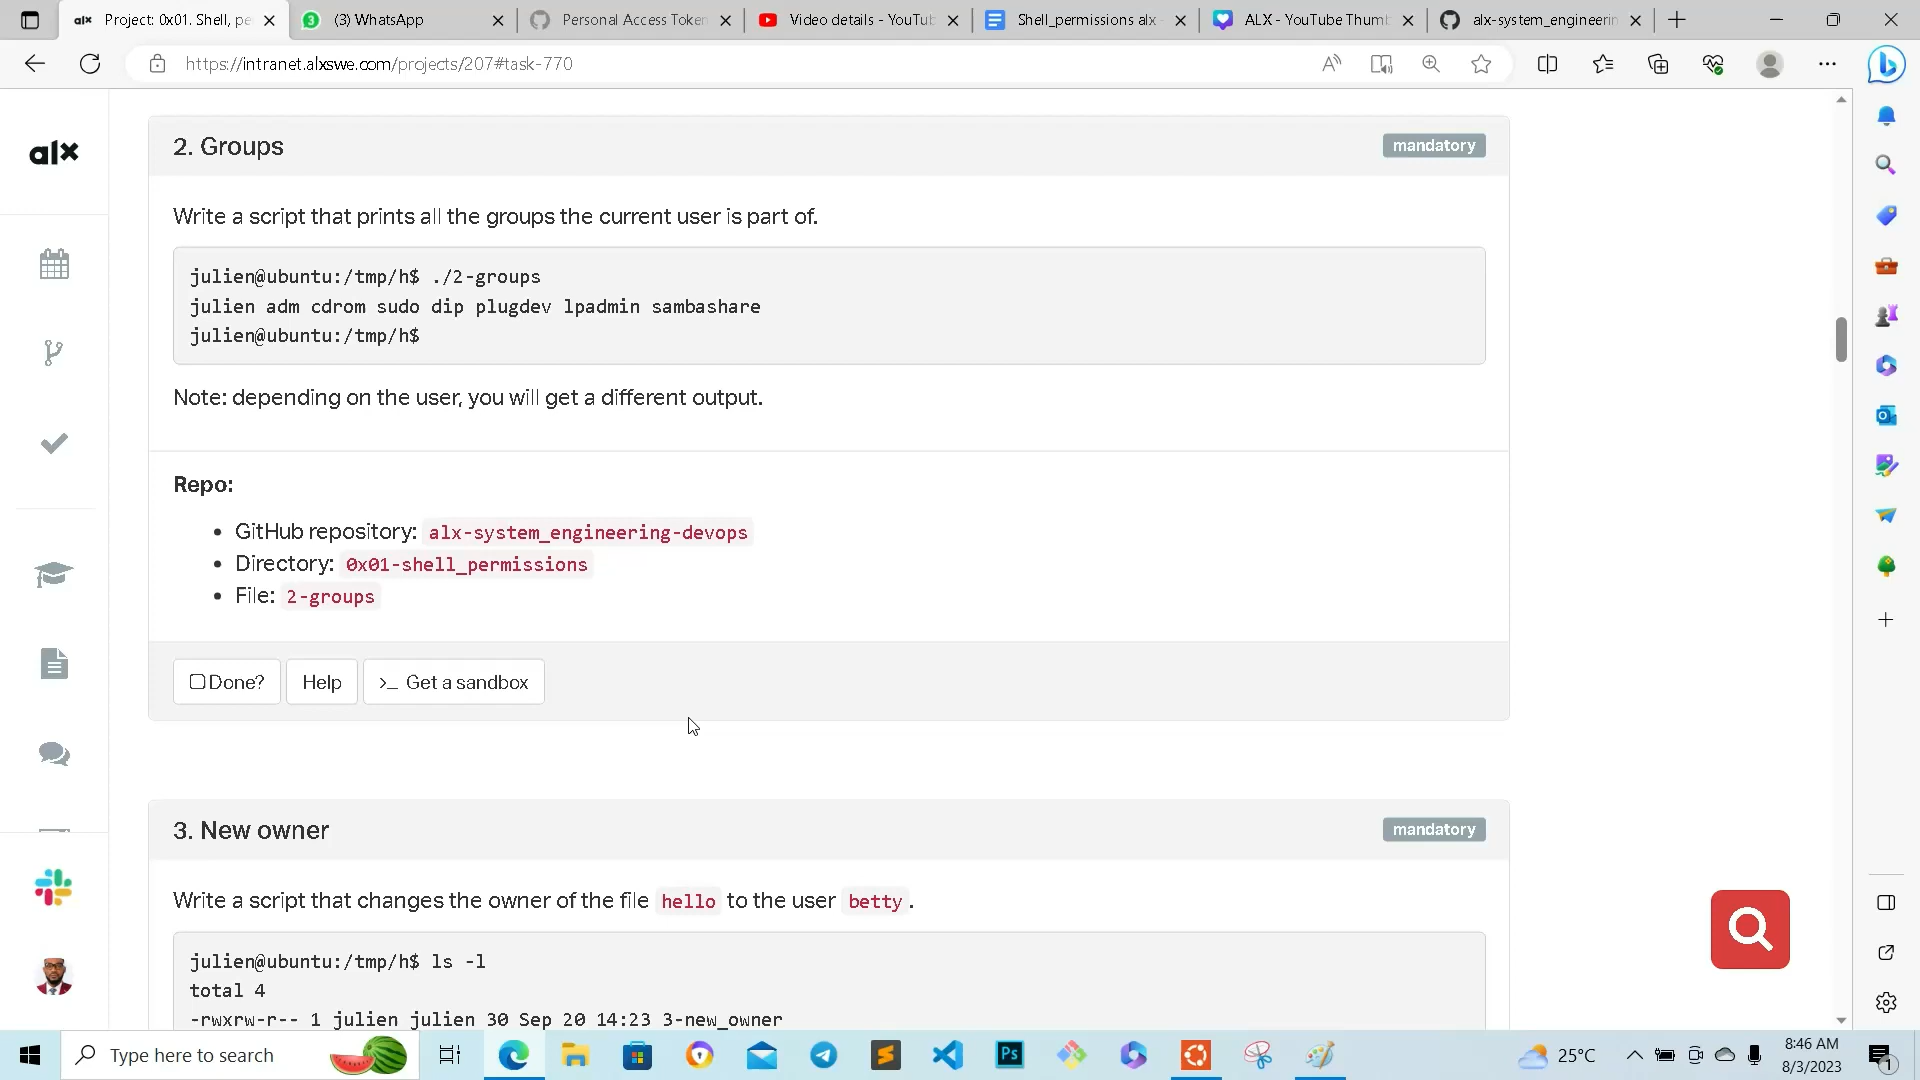 Project: 0x01. Shell, pe
(3) WhatsApp
Personal Access Token
Video details - YouTub
Shell_permissions alx -
ALX - YouTube Thumb
alx-system_engineerin
https://intranet.alxswe.com/projects/207#task-770
alx
2. Groups
mandatory
Write a script that prints all the groups the current user is part of.
julien@ubuntu:/tmp/h$ ./2-groups
julien adm cdrom sudo dip plugdev lpadmin sambashare
julien@ubuntu:/tmp/h$
Note: depending on the user, you will get a different output.
Repo:
GitHub repository: alx-system_engineering-devops
Directory: 0x01-shell_permissions
File: 2-groups
Done?
Help
>_ Get a sandbox
3. New owner
mandatory
Write a script that changes the owner of the file hello to the user betty.
julien@ubuntu:/tmp/h$ ls -l
total 4
-rwxrw-r-- 1 julien julien 30 Sep 20 14:23 3-new_owner
Type here to search
25°C
8:46 AM
8/3/2023
1